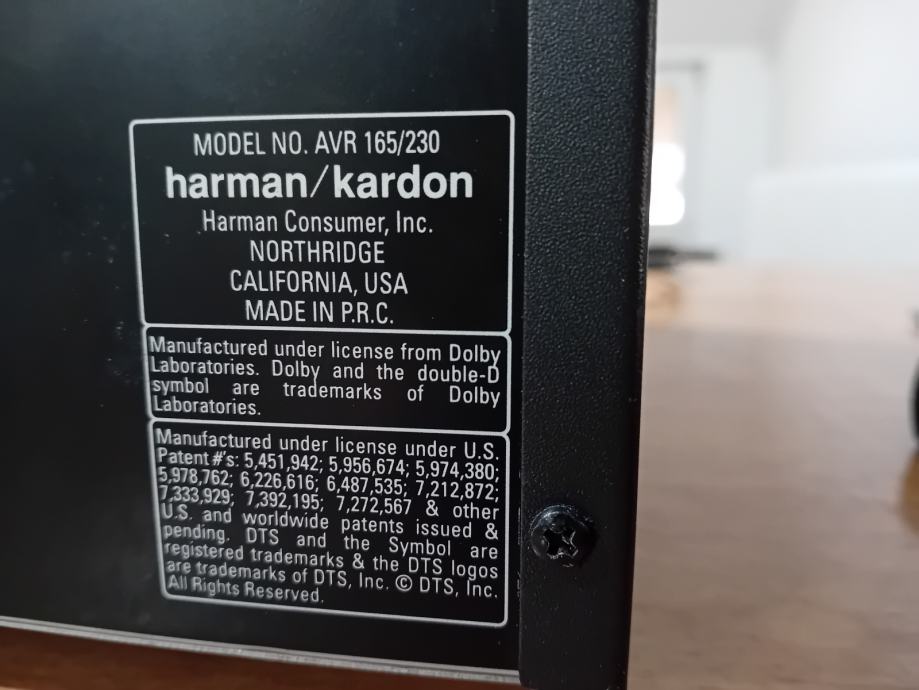 MODEL NO. AVR 165/230
harman/kardon
Harman Consumer, Inc.
NORTHRIDGE
CALIFORNIA, USA
MADE IN P.R.C.
Manufactured under license from Dolby
Laboratories. Dolby and the double-D
symbol are trademarks of Dolby
Laboratories.
Manufactured under license under U.S.
Patent #'s: 5,451,942; 5,956,674; 5,974,380;
5,978,762; 6,226,616; 6,487,535; 7,212,872;
7,333,929; 7,392,195; 7,272,567 & other
U.S. and worldwide patents issued &
pending. DTS and the Symbol are
registered trademarks & the DTS logos
are trademarks of DTS, Inc. © DTS, Inc.
All Rights Reserved.